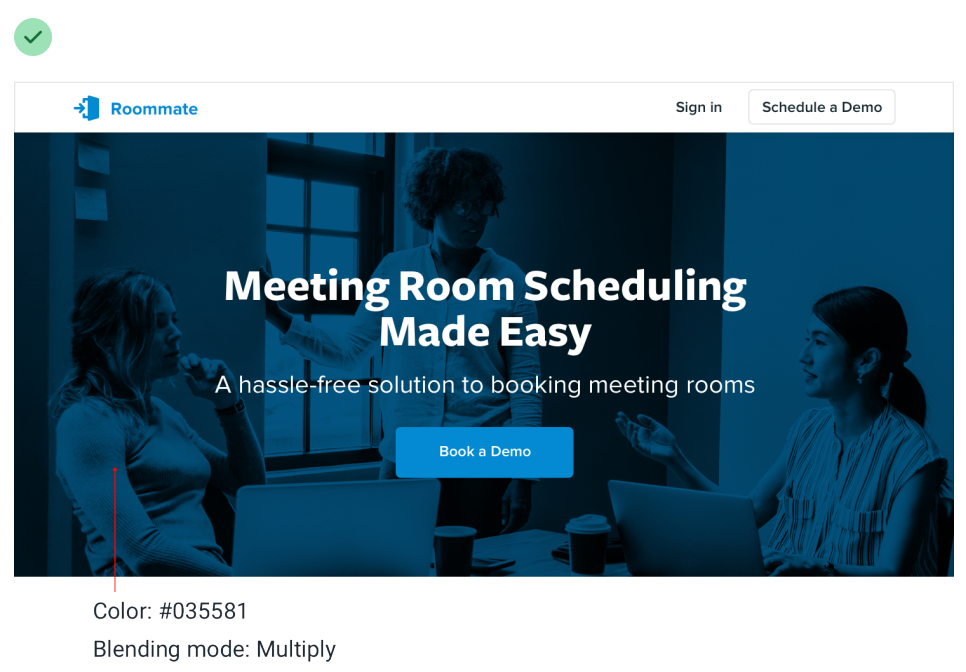 Roommate
Sign in
Schedule a Demo
Meeting Room Scheduling
Made Easy
A hassle-free solution to booking meeting rooms
Book a Demo
Color: #035581
Blending mode: Multiply